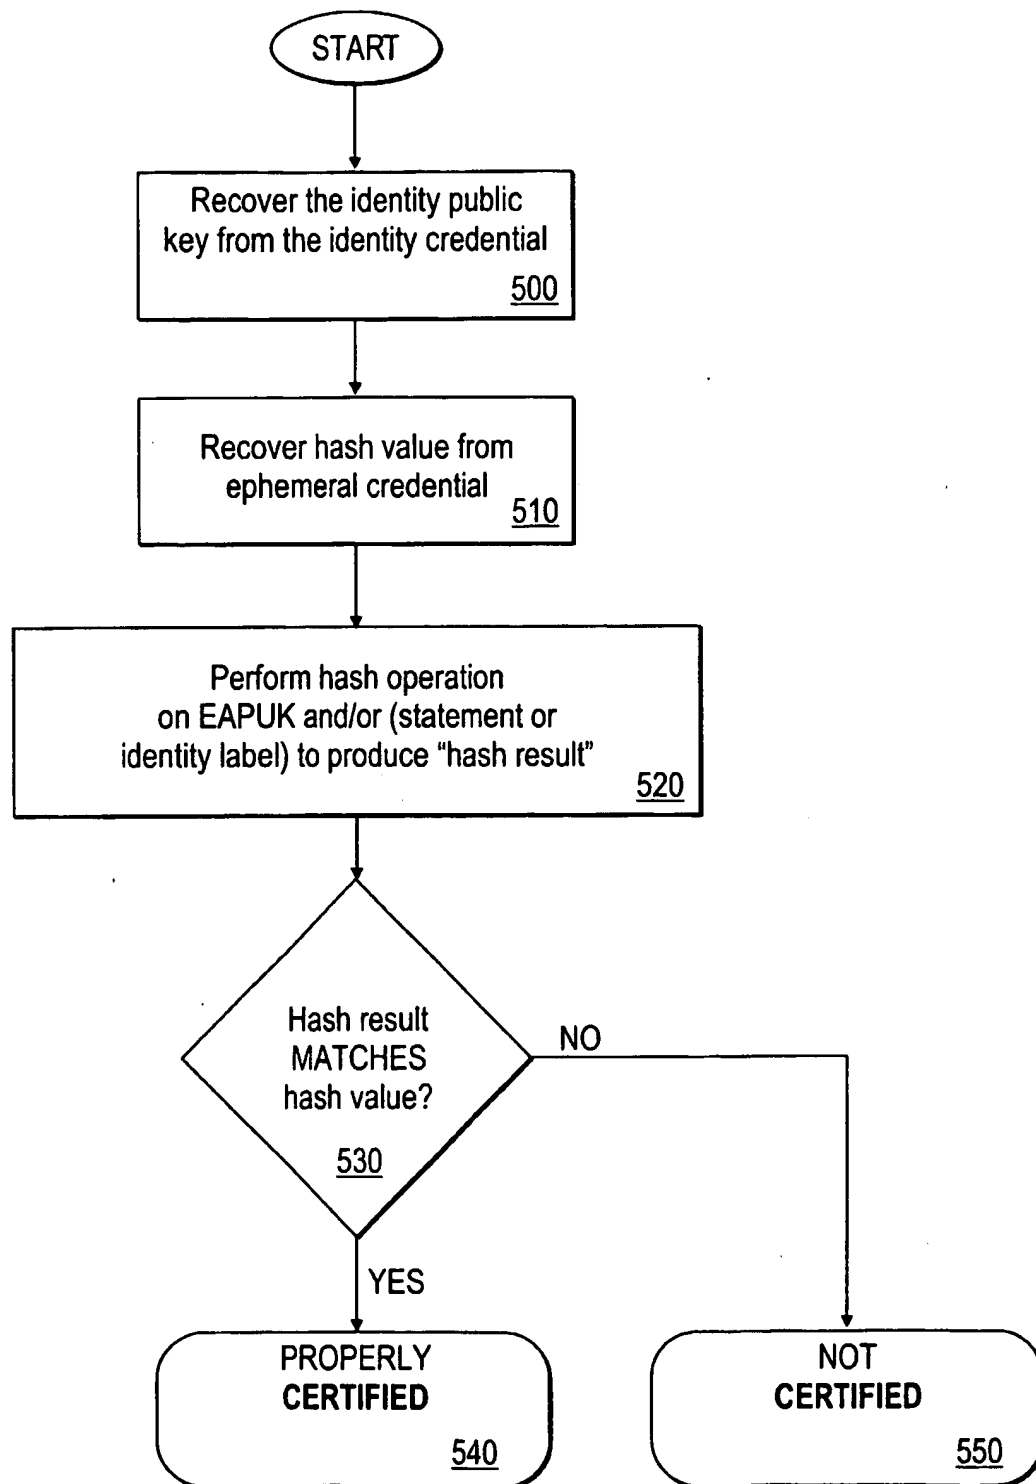 START
Recover the identity public
key from the identity credential
500
Recover hash value from
ephemeral credential
510
Perform hash operation
on EAPUK and/or (statement or
identity label) to produce “hash result”
520
Hash result
MATCHES
hash value?
530
NO
YES
PROPERLY
CERTIFIED
540
NOT
CERTIFIED
550